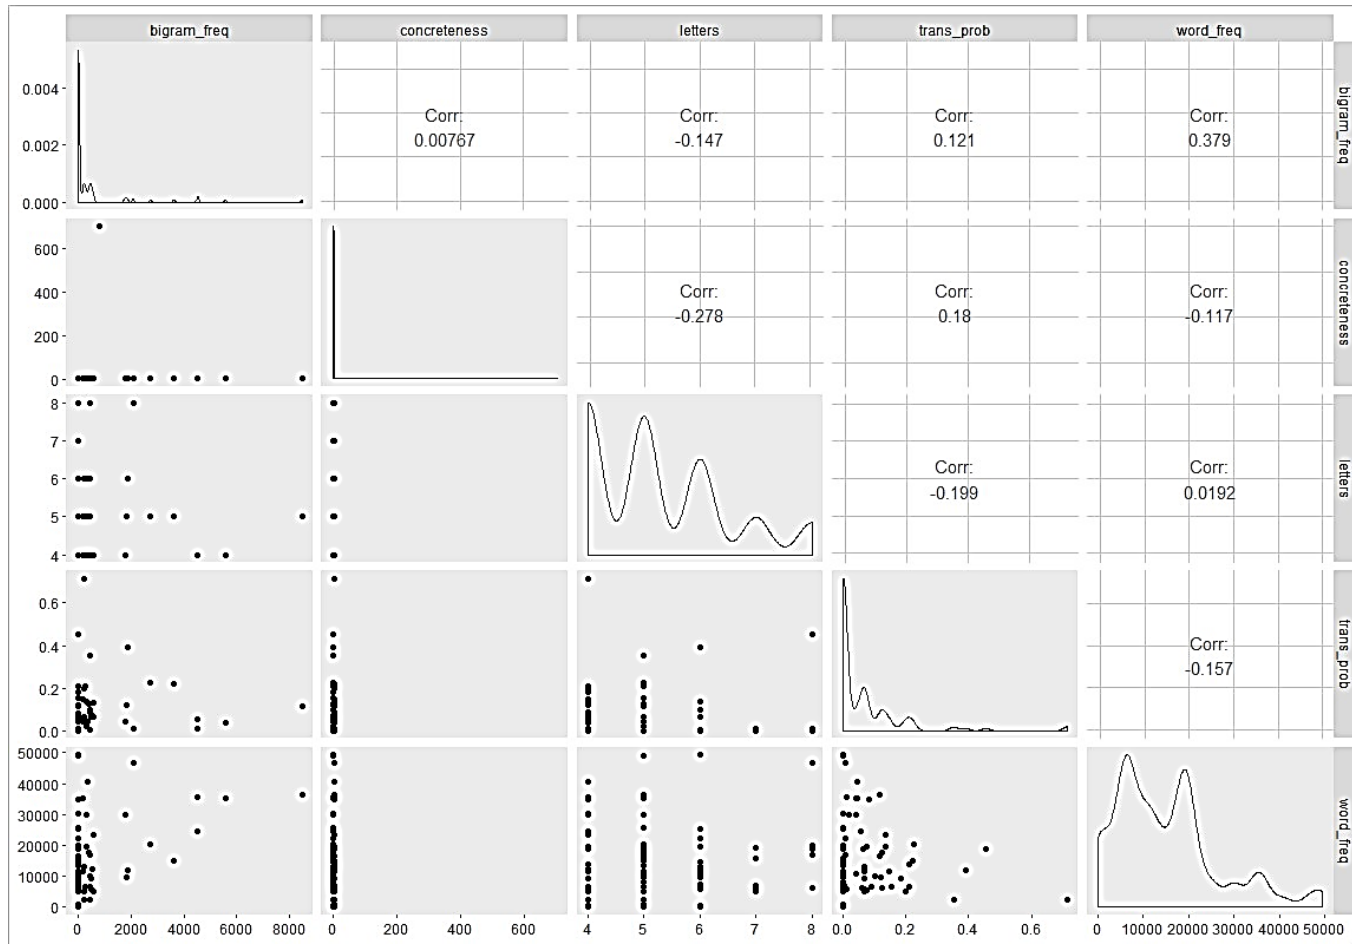 bigram_freq concreteness letters trans_prob word_freq
0.004
0.002
0.000
Corr:
0.00767
Corr:
-0.147
Corr:
0.121
Corr:
0.379
bigram_freq
600
400
200
0
Corr:
-0.278
Corr:
0.18
Corr:
-0.117
concreteness
8
7
6
5
4
Corr:
-0.199
Corr:
0.0192
letters
0.6
0.4
0.2
0.0
Corr:
-0.157
trans_prob
50000
40000
30000
20000
10000
0
word_freq
0 2000 4000 6000 8000 0 200 400 600 4 5 6 7 8 0.0 0.2 0.4 0.6 0 10000 20000 30000 40000 50000